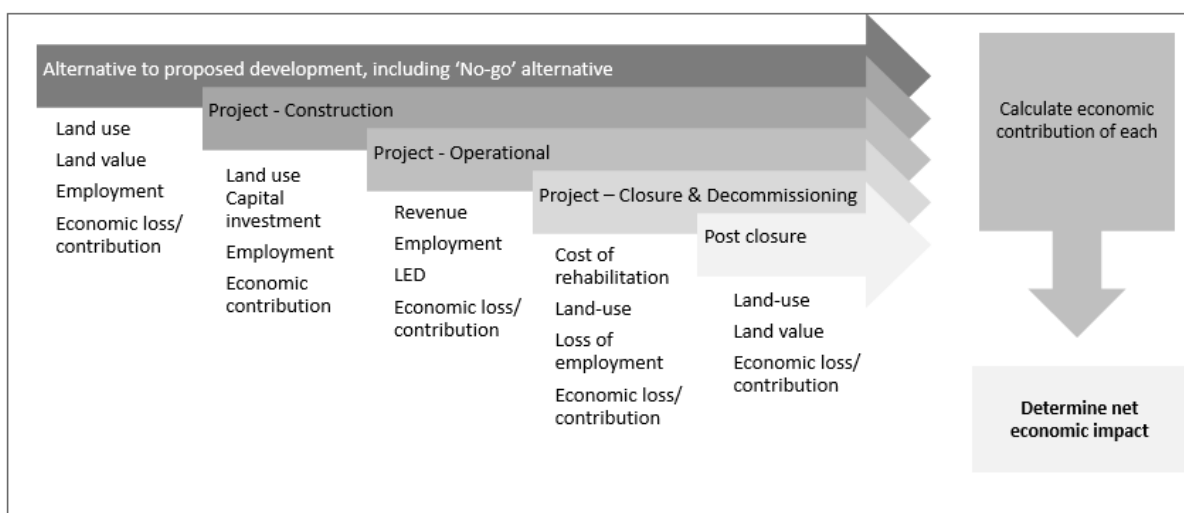 Alternative to proposed development, including ‘No-go’ alternative
Land use
Land value
Employment
Economic loss/
contribution
Project - Construction
Land use
Capital
investment
Employment
Economic
contribution
Project - Operational
Revenue
Employment
LED
Economic loss/
contribution
Project – Closure & Decommissioning
Cost of
rehabilitation
Land-use
Loss of
employment
Economic loss/
contribution
Post closure
Land-use
Land value
Economic loss/
contribution
Calculate economic
contribution of each
Determine net
economic impact